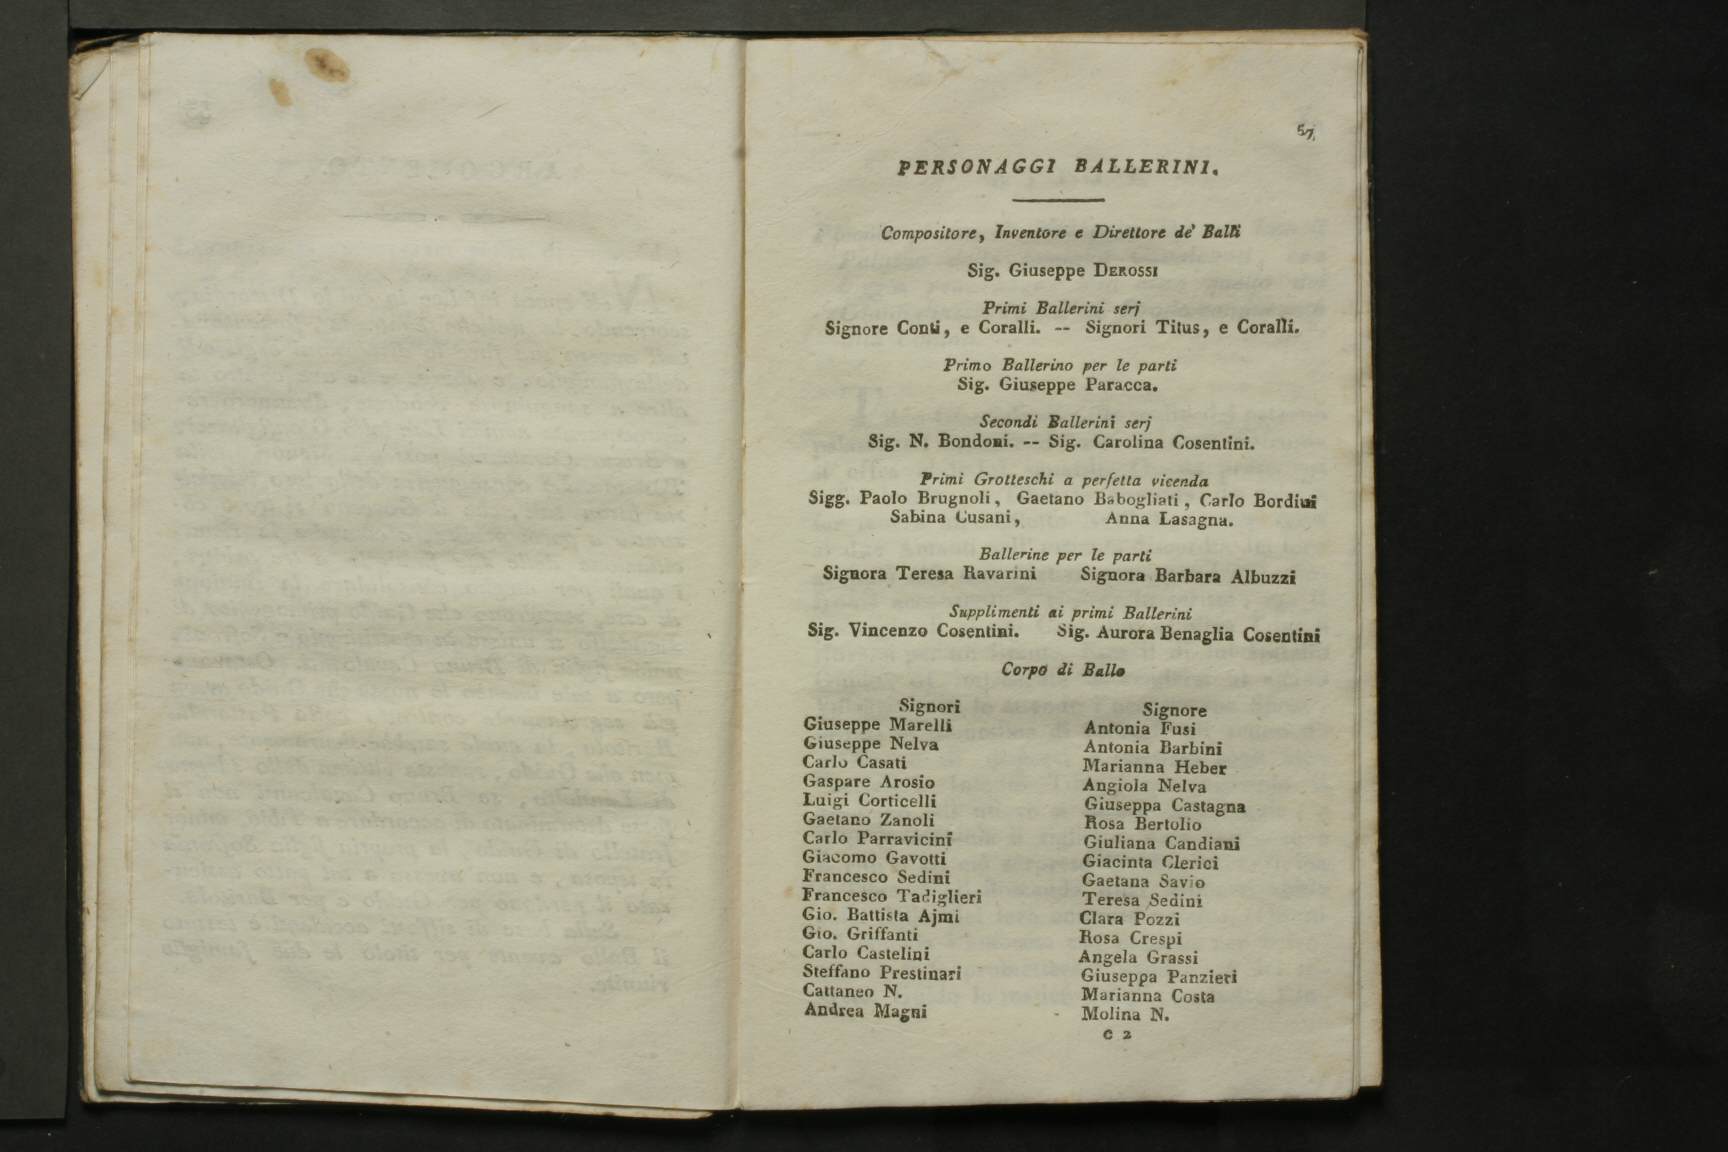 57
PERSONAGGI BALLERINI.
Compositore, Inventore e Direttore de' Balli
Sig. Giuseppe DEROSSI
Primi Ballerini serj
Signore Conti, e Coralli. -- Signori Titus, e Coralli.
Primo Ballerino per le parti
Sig. Giuseppe Paracca.
Secondi Ballerini serj
Sig. N. Bondoni. -- Sig. Carolina Cosentini.
Primi Grotteschi a perfetta vicenda
Sigg. Paolo Brugnoli, Gaetano Babogliati, Carlo Bordini
Sabina Cusani, Anna Lasagna.
Ballerine per le parti
Signora Teresa Ravarini Signora Barbara Albuzzi
Supplimenti ai primi Ballerini
Sig. Vincenzo Cosentini. Sig. Aurora Benaglia Cosentini
Corpo di Ballo
Signori
Giuseppe Marelli
Giuseppe Nelva
Carlo Casati
Gaspare Arosio
Luigi Corticelli
Gaetano Zanoli
Carlo Parravicini
Giacomo Gavotti
Francesco Sedini
Francesco Tadiglieri
Gio. Battista Ajmi
Gio. Griffanti
Carlo Castelini
Steffano Prestinari
Cattaneo N.
Andrea Magni
Signore
Antonia Fusi
Antonia Barbini
Marianna Heber
Angiola Nelva
Giuseppa Castagna
Rosa Bertolio
Giuliana Candiani
Giacinta Clerici
Gaetana Savio
Teresa Sedini
Clara Pozzi
Rosa Crespi
Angela Grassi
Giuseppa Panzieri
Marianna Costa
Molina N.
C 2